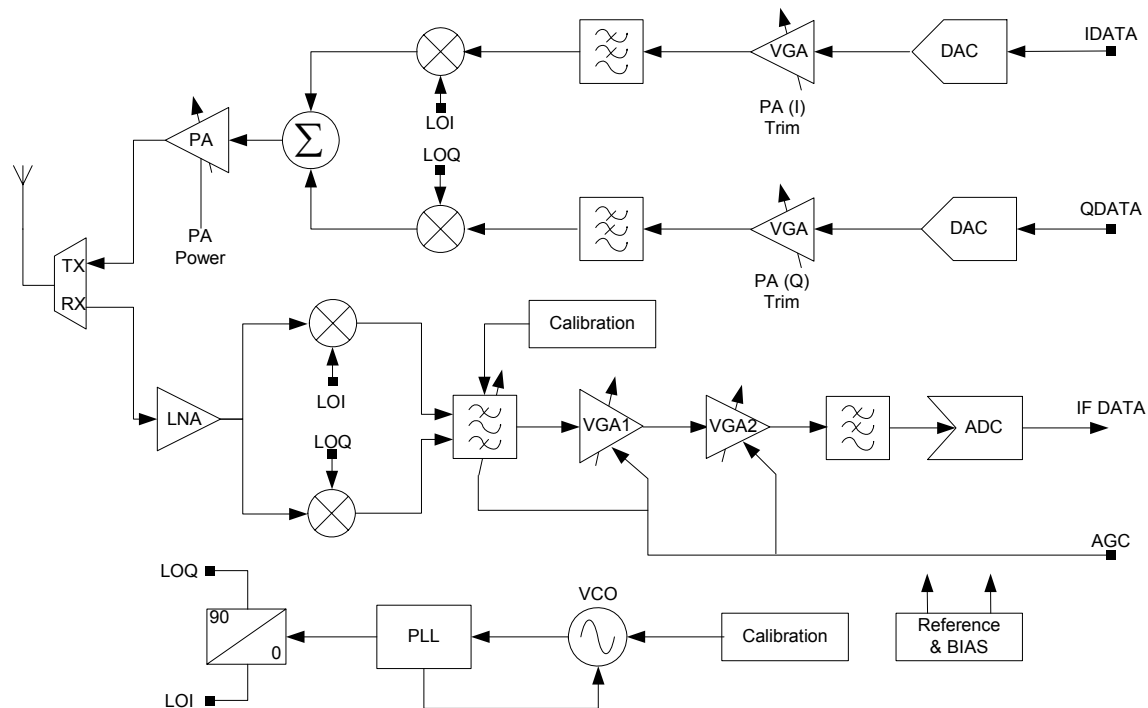 IDATA
DAC
VGA
PA (I)
Trim
LOI
PA
Σ
LOQ
QDATA
DAC
VGA
PA (Q)
Trim
PA
Power
TX
RX
Calibration
LOI
LNA
LOQ
VGA1
VGA2
ADC
IF DATA
AGC
LOQ
90
0
LOI
PLL
VCO
Calibration
Reference
& BIAS